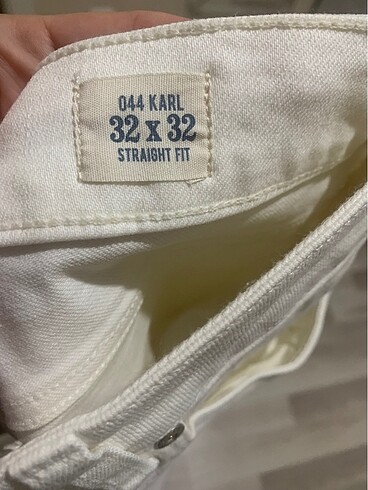 044 KARL
32 x 32
STRAIGHT FIT